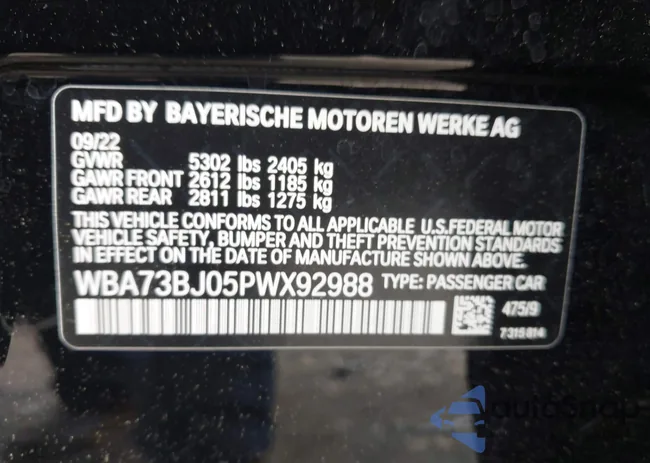 MFD BY BAYERISCHE MOTOREN WERKE AG
09/22
GVWR 5302 lbs 2405 kg
GAWR FRONT 2612 lbs 1185 kg
GAWR REAR 2811 lbs 1275 kg
THIS VEHICLE CONFORMS TO ALL APPLICABLE U.S.FEDERAL MOTOR
VEHICLE SAFETY, BUMPER AND THEFT PREVENTION STANDARDS
IN EFFECT ON THE DATE OF MANUFACTURE SHOWN ABOVE.
WBA73BJ05PWX92988 TYPE: PASSENGER CAR
475/9
7315814
AutoSnap